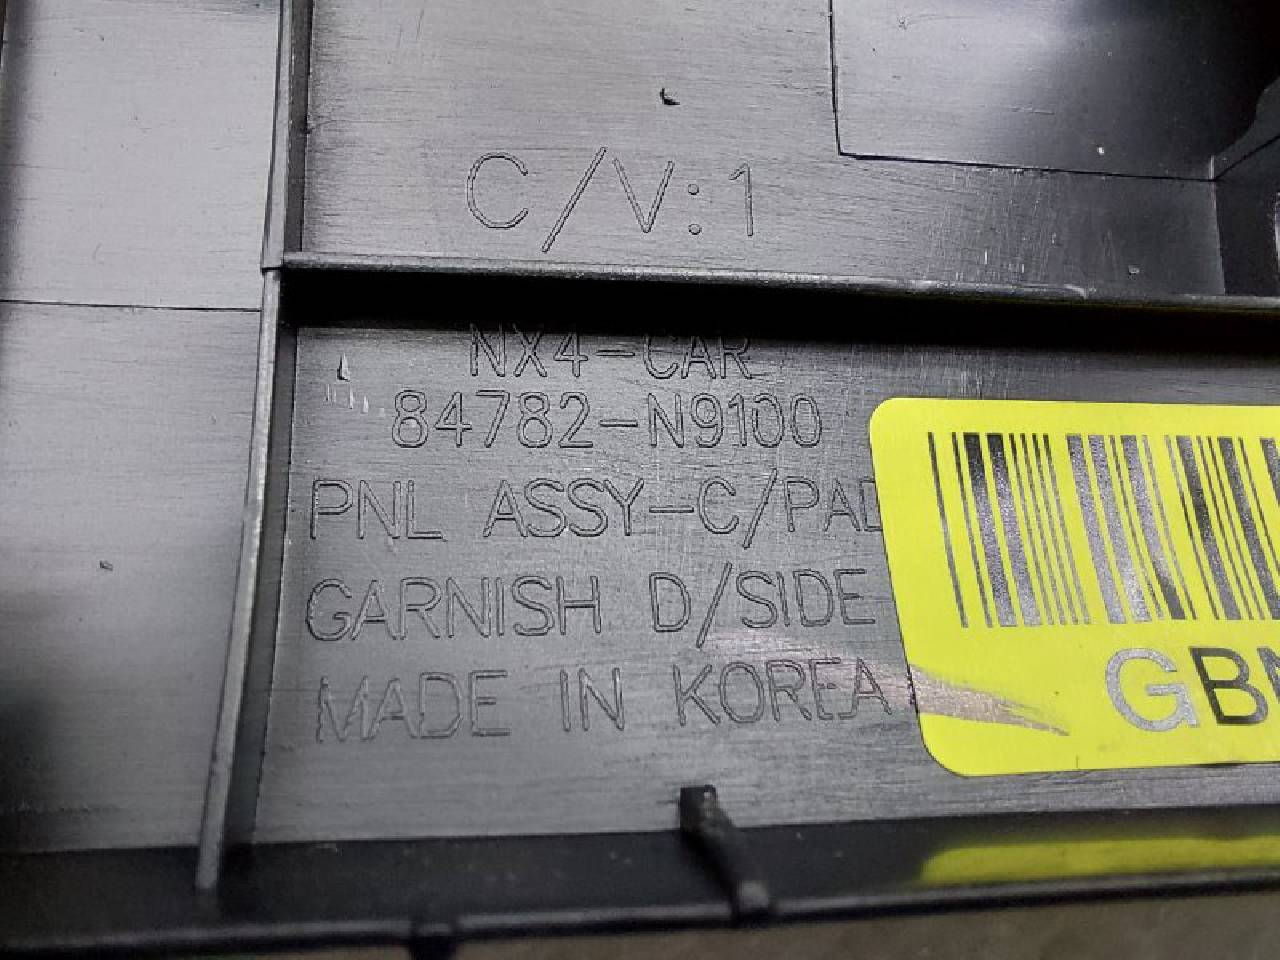 C/V:1
NX4-CAR
84782-N9100
PNL ASSY-C/PAD
GARNISH D/SIDE
MADE IN KOREA